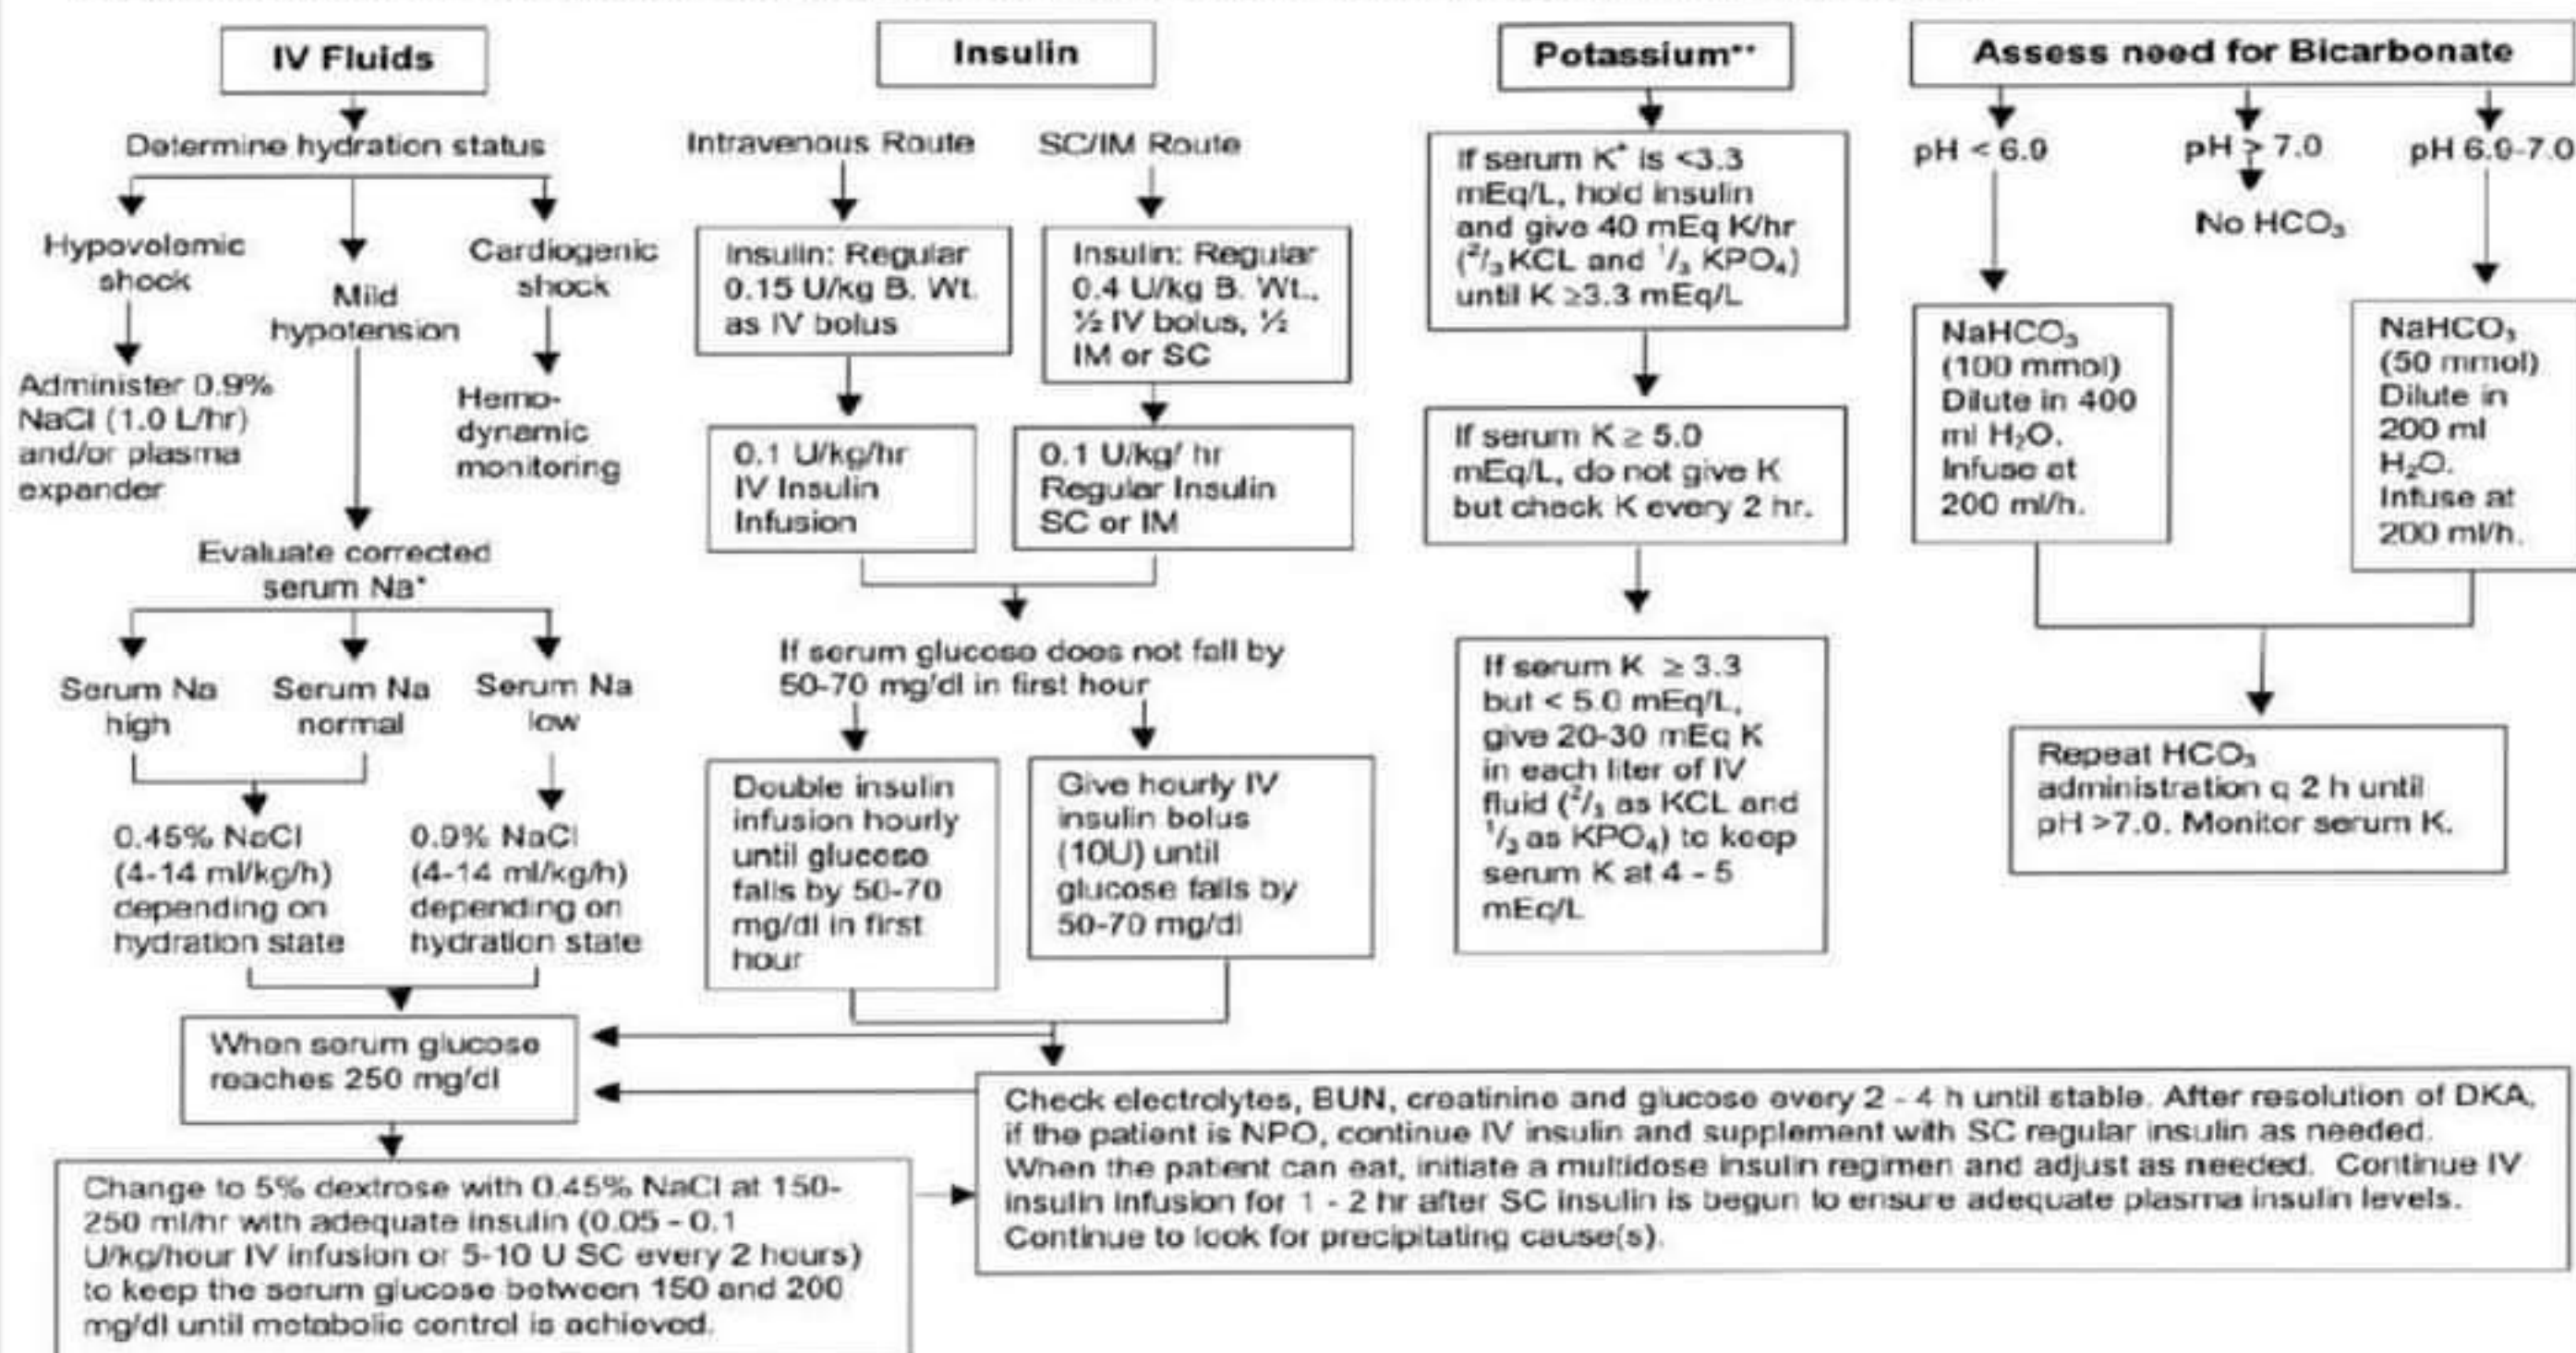 IV Fluids
Determine hydration status
Hypovolemic
shock
Administer 0.9%
NaCl (1.0 L/hr)
and/or plasma
expander
Mild
hypotension
Cardiogenic
shock
Hemo-
dynamic
monitoring
Evaluate corrected
serum Na*
Serum Na
high
Serum Na
normal
Serum Na
low
0.45% NaCl
(4-14 ml/kg/h)
depending on
hydration state
0.9% NaCl
(4-14 ml/kg/h)
depending on
hydration state
When serum glucose
reaches 250 mg/dl
Change to 5% dextrose with 0.45% NaCl at 150-
250 ml/hr with adequate insulin (0.05 - 0.1
U/kg/hour IV infusion or 5-10 U SC every 2 hours)
to keep the serum glucose between 150 and 200
mg/dl until metabolic control is achieved.
Insulin
Intravenous Route
Insulin: Regular
0.15 U/kg B. Wt.
as IV bolus
0.1 U/kg/hr
IV Insulin
Infusion
SC/IM Route
Insulin: Regular
0.4 U/kg B. Wt.,
½ IV bolus, ½
IM or SC
0.1 U/kg/ hr
Regular Insulin
SC or IM
If serum glucose does not fall by
50-70 mg/dl in first hour
Double insulin
infusion hourly
until glucose
falls by 50-70
mg/dl in first
hour
Give hourly IV
insulin bolus
(10U) until
glucose falls by
50-70 mg/dl
Check electrolytes, BUN, creatinine and glucose every 2 - 4 h until stable. After resolution of DKA,
if the patient is NPO, continue IV insulin and supplement with SC regular insulin as needed.
When the patient can eat, initiate a multidose insulin regimen and adjust as needed. Continue IV
insulin infusion for 1 - 2 hr after SC insulin is begun to ensure adequate plasma insulin levels.
Continue to look for precipitating cause(s).
Potassium**
If serum K⁺ is <3.3
mEq/L, hold insulin
and give 40 mEq K/hr
(²/₃ KCL and ¹/₃ KPO₄)
until K ≥3.3 mEq/L
If serum K ≥ 5.0
mEq/L, do not give K
but check K every 2 hr.
If serum K ≥ 3.3
but < 5.0 mEq/L,
give 20-30 mEq K
in each liter of IV
fluid (²/₃ as KCL and
¹/₃ as KPO₄) to keep
serum K at 4 - 5
mEq/L
Assess need for Bicarbonate
pH < 6.9
NaHCO₃
(100 mmol)
Dilute in 400
ml H₂O.
Infuse at
200 ml/h.
pH > 7.0
No HCO₃
pH 6.9-7.0
NaHCO₃
(50 mmol)
Dilute in
200 ml
H₂O.
Infuse at
200 ml/h.
Repeat HCO₃
administration q 2 h until
pH >7.0. Monitor serum K.